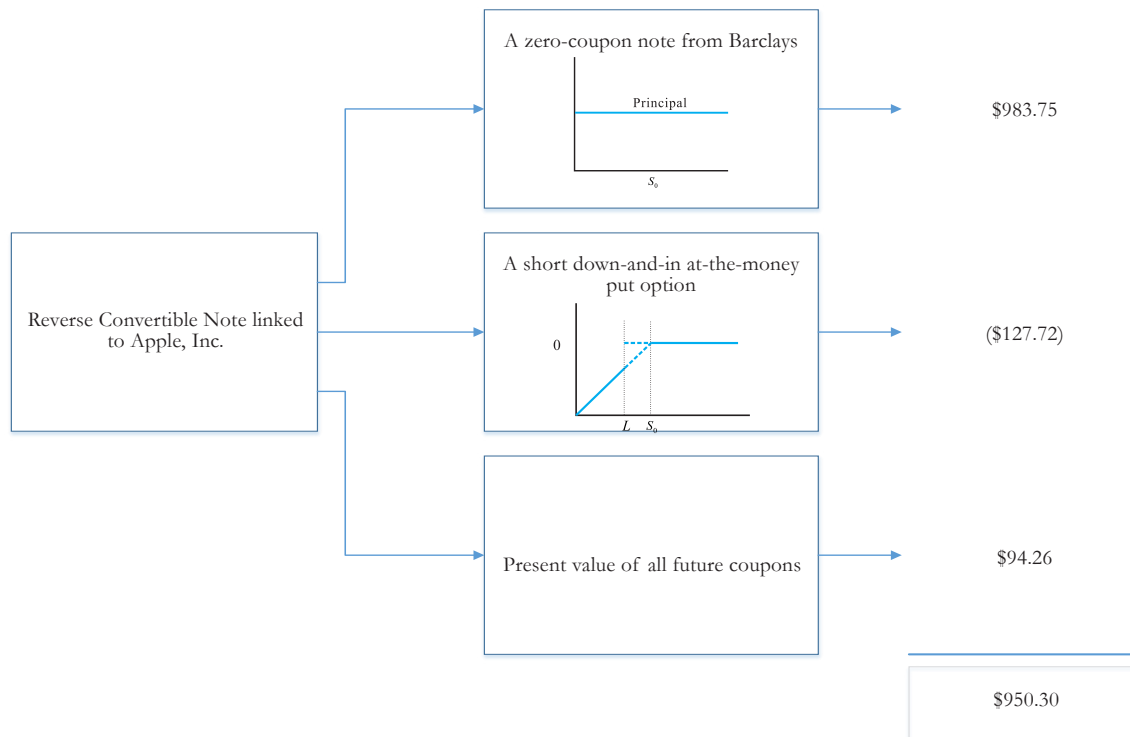 Reverse Convertible Note linked
to Apple, Inc.
A zero-coupon note from Barclays
Principal
S₀
$983.75
A short down-and-in at-the-money
put option
0
L S₀
($127.72)
Present value of all future coupons
$94.26
$950.30